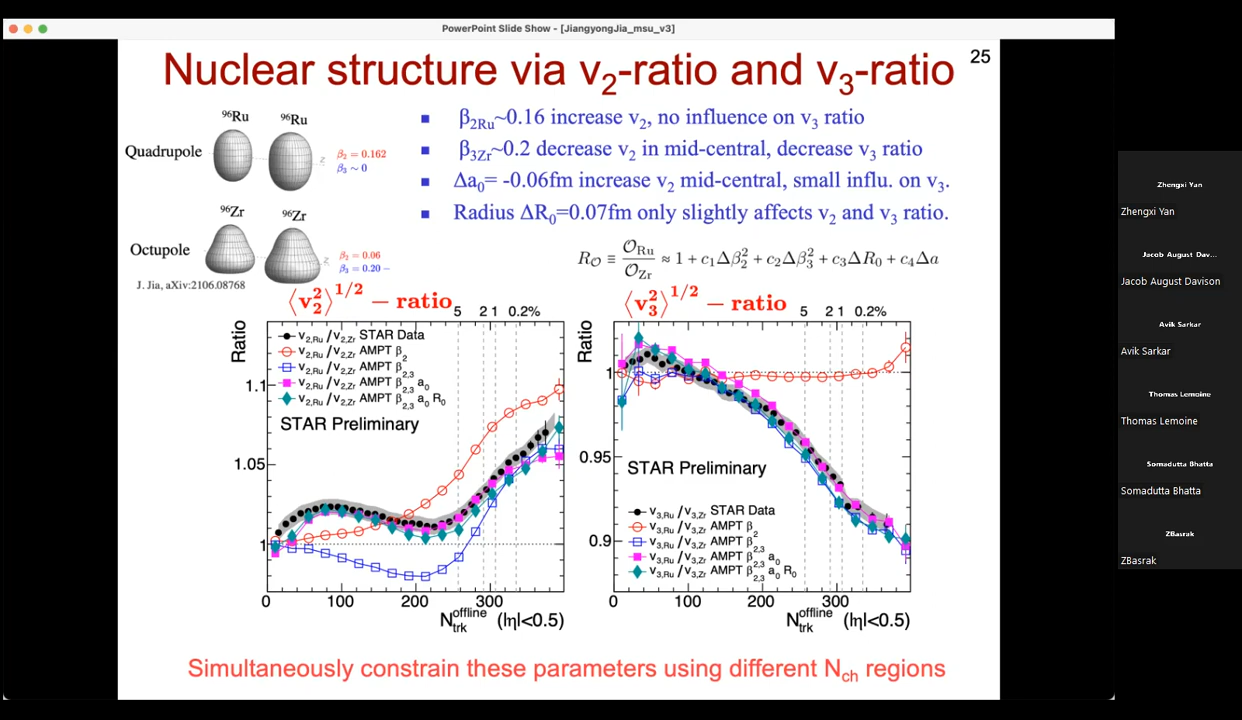 PowerPoint Slide Show - [JiangyongJia_msu_v3]
25
Nuclear structure via v2-ratio and v3-ratio
96Ru
96Ru
Quadrupole
z
β2 = 0.162
β3 ~ 0
96Zr
96Zr
Octupole
z
β2 = 0.06
β3 = 0.20 –
J. Jia, aXiv:2106.08768
■ β2Ru~0.16 increase v2, no influence on v3 ratio
■ β3Zr~0.2 decrease v2 in mid-central, decrease v3 ratio
■ Δa0= -0.06fm increase v2 mid-central, small influ. on v3.
■ Radius ΔR0=0.07fm only slightly affects v2 and v3 ratio.
R𝒪 ≡ 𝒪Ru/𝒪Zr ≈ 1 + c1Δβ2² + c2Δβ3² + c3ΔR0 + c4Δa
⟨v2²⟩^1/2 − ratio
5 2 1 0.2%
Ratio
v2,Ru / v2,Zr STAR Data
v2,Ru / v2,Zr AMPT β2
v2,Ru / v2,Zr AMPT β2,3
v2,Ru / v2,Zr AMPT β2,3 a0
v2,Ru / v2,Zr AMPT β2,3 a0 R0
STAR Preliminary
1.1
1.05
1
0 100 200 300
N trk offline (|η|<0.5)
⟨v3²⟩^1/2 − ratio
5 2 1 0.2%
Ratio
1
0.95
0.9
STAR Preliminary
v3,Ru / v3,Zr STAR Data
v3,Ru / v3,Zr AMPT β2
v3,Ru / v3,Zr AMPT β2,3
v3,Ru / v3,Zr AMPT β2,3 a0
v3,Ru / v3,Zr AMPT β2,3 a0 R0
0 100 200 300
N trk offline (|η|<0.5)
Simultaneously constrain these parameters using different Nch regions
Zhengxi Yan
Zhengxi Yan
Jacob August Dav...
Jacob August Davison
Avik Sarkar
Avik Sarkar
Thomas Lemoine
Thomas Lemoine
Somadutta Bhatta
Somadutta Bhatta
ZBasrak
ZBasrak